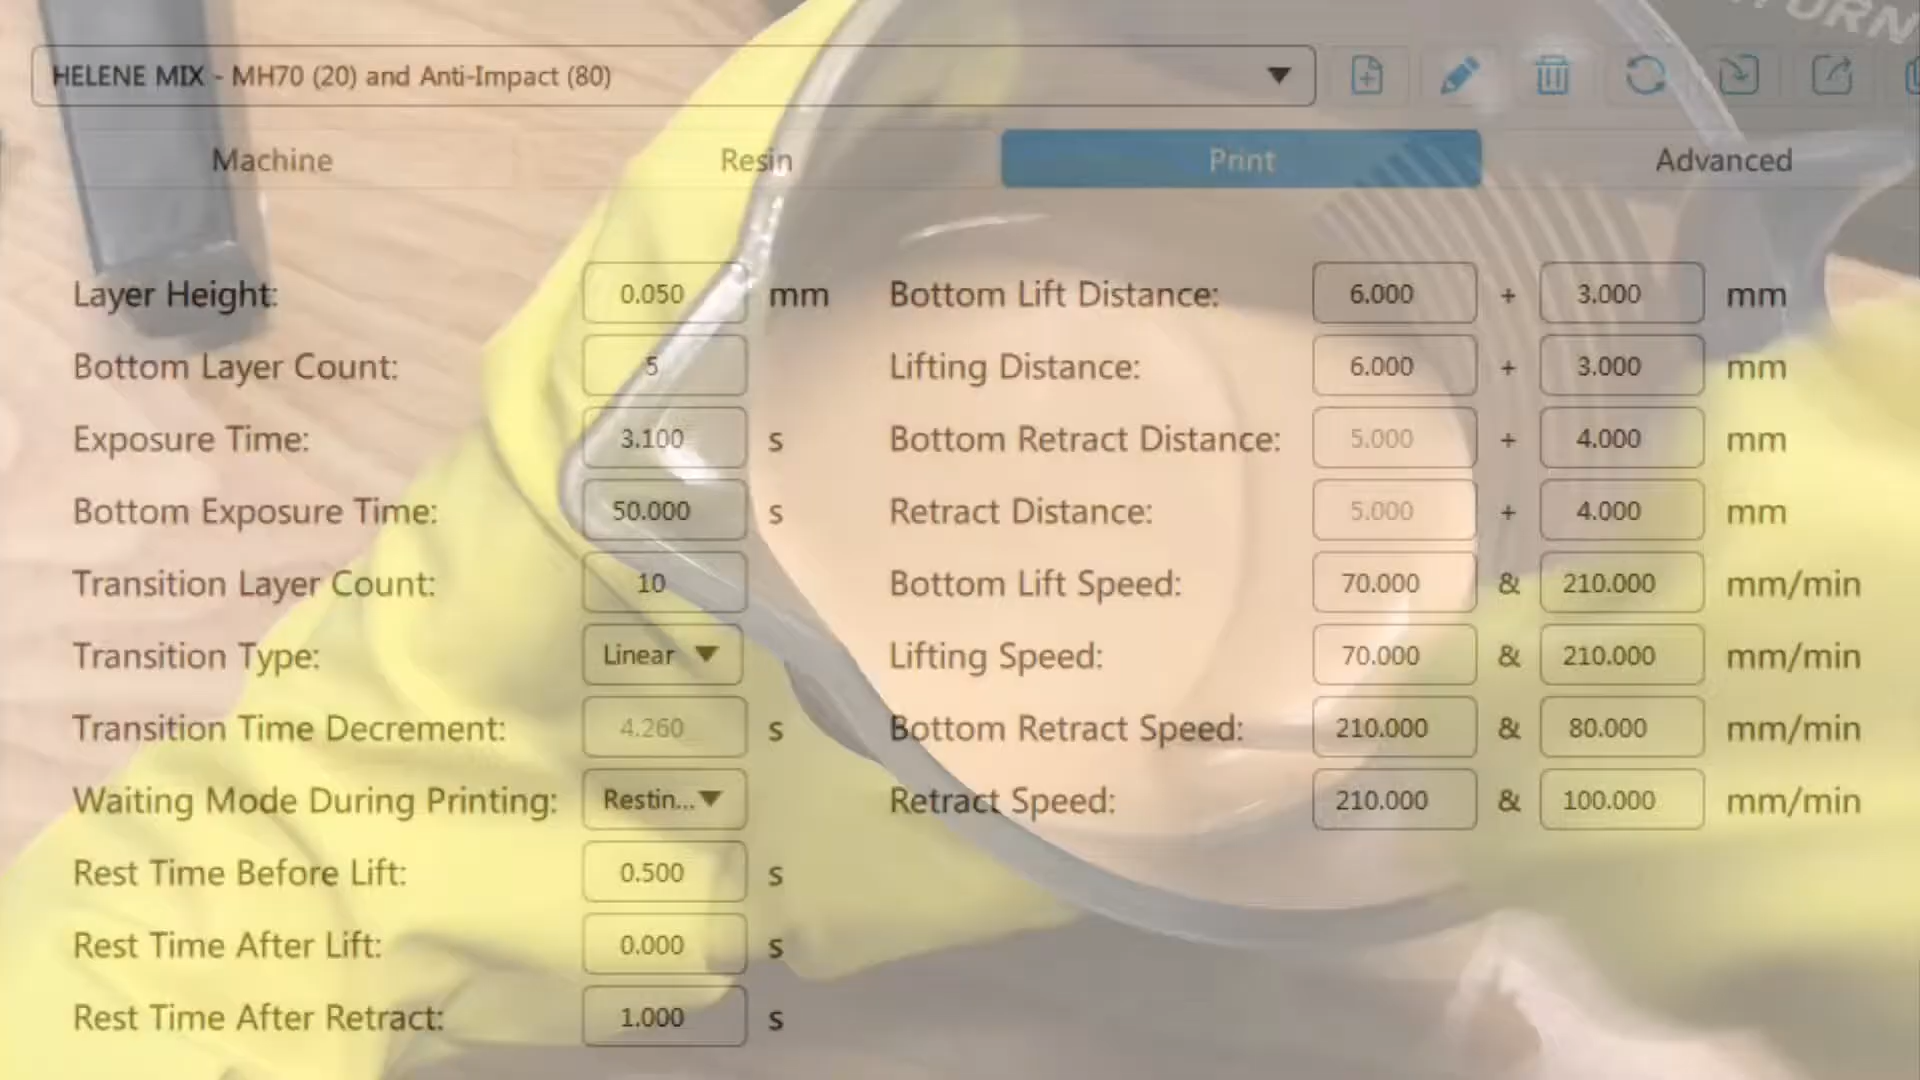 HELENE MIX - MH70 (20) and Anti-Impact (80)
Machine Resin Print Advanced
Layer Height: 0.050 mm
Bottom Layer Count: 5
Exposure Time: 3.100 s
Bottom Exposure Time: 50.000 s
Transition Layer Count: 10
Transition Type: Linear
Transition Time Decrement: 4.260 s
Waiting Mode During Printing: Restin...
Rest Time Before Lift: 0.500 s
Rest Time After Lift: 0.000 s
Rest Time After Retract: 1.000 s
Bottom Lift Distance: 6.000 + 3.000 mm
Lifting Distance: 6.000 + 3.000 mm
Bottom Retract Distance: 5.000 + 4.000 mm
Retract Distance: 5.000 + 4.000 mm
Bottom Lift Speed: 70.000 & 210.000 mm/min
Lifting Speed: 70.000 & 210.000 mm/min
Bottom Retract Speed: 210.000 & 80.000 mm/min
Retract Speed: 210.000 & 100.000 mm/min